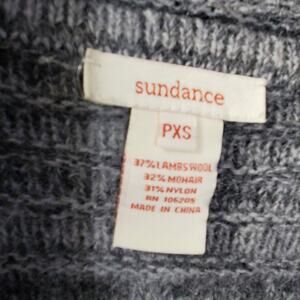 sundance
PXS
37% LAMBSWOOL
32% MOHAIR
31% NYLON
RN 106205
MADE IN CHINA